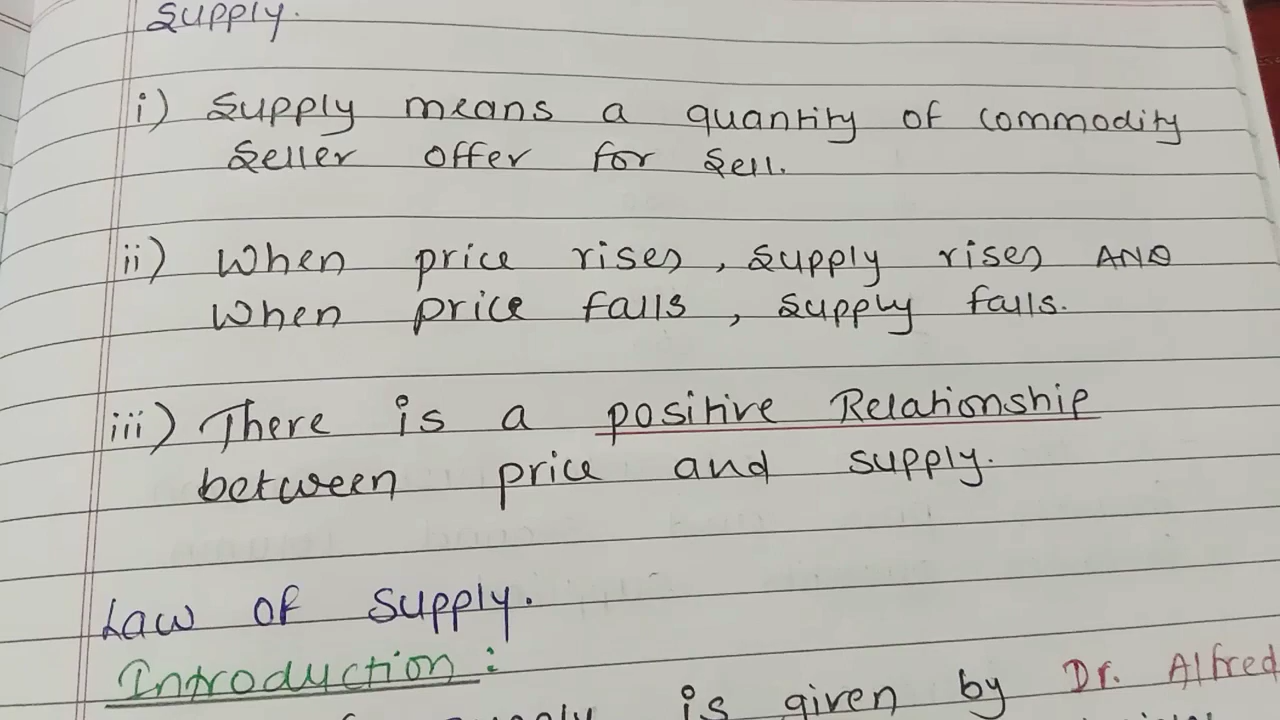 Supply.
i) Supply means a quantity of commodity
Seller offer for Sell.
ii) When price rises, supply rises AND
When price falls, supply falls.
iii) There is a positive Relationship
between price and supply.
Law of supply.
Introduction:
is given by Dr. Alfred